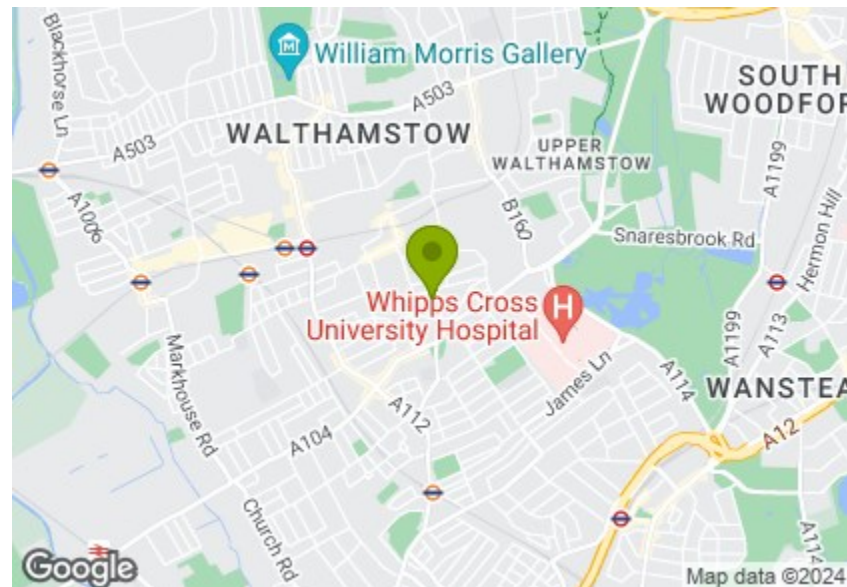 Blackhorse Ln
William Morris Gallery
A503
SOUTH
WOODFOR
A503
WALTHAMSTOW
UPPER
WALTHAMSTOW
A1199
A1006
B160
Snaresbrook Rd
Hermon Hill
Whipps Cross
University Hospital
H
Markhouse Rd
James Ln
A1199
A113
A114
WANSTEA
A112
A104
A12
Church Rd
A114
Google
Map data ©2024